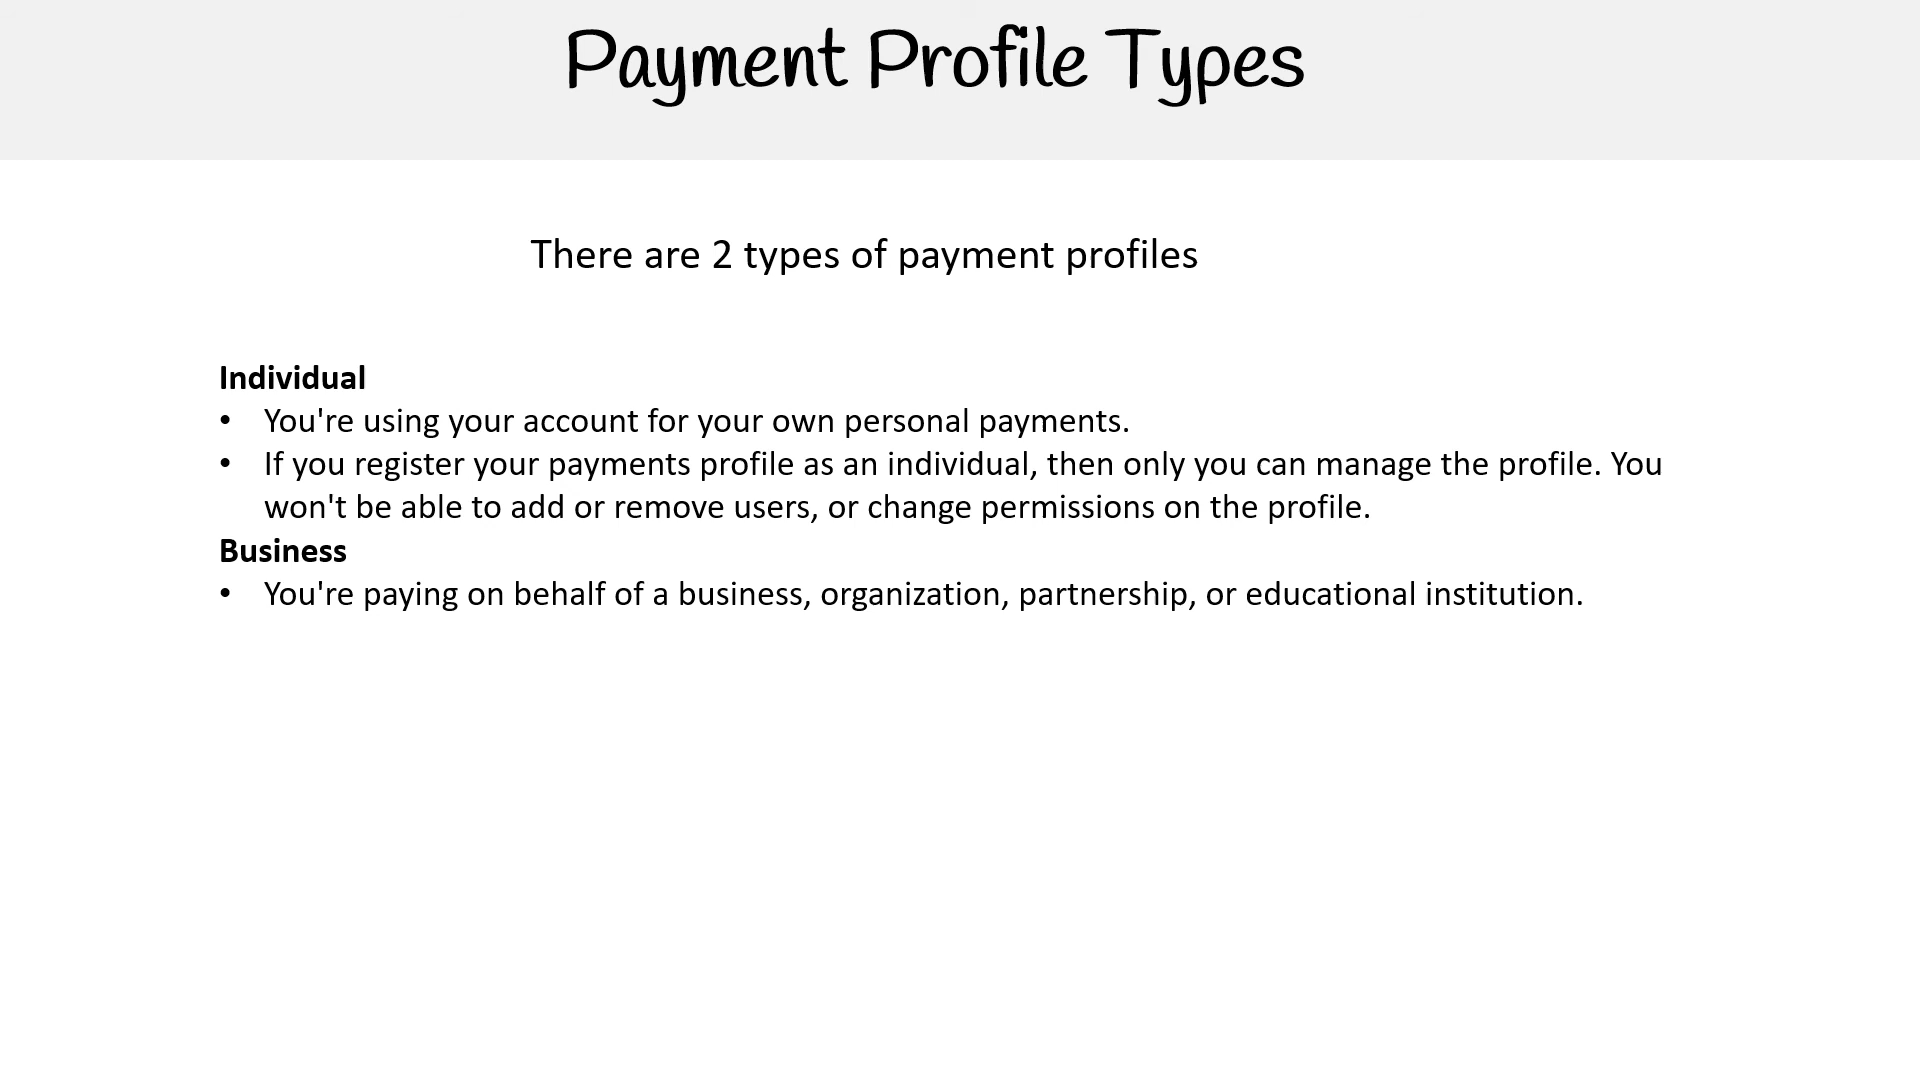 Payment Profile Types
There are 2 types of payment profiles
Individual
• You're using your account for your own personal payments.
• If you register your payments profile as an individual, then only you can manage the profile. You
won't be able to add or remove users, or change permissions on the profile.
Business
• You're paying on behalf of a business, organization, partnership, or educational institution.